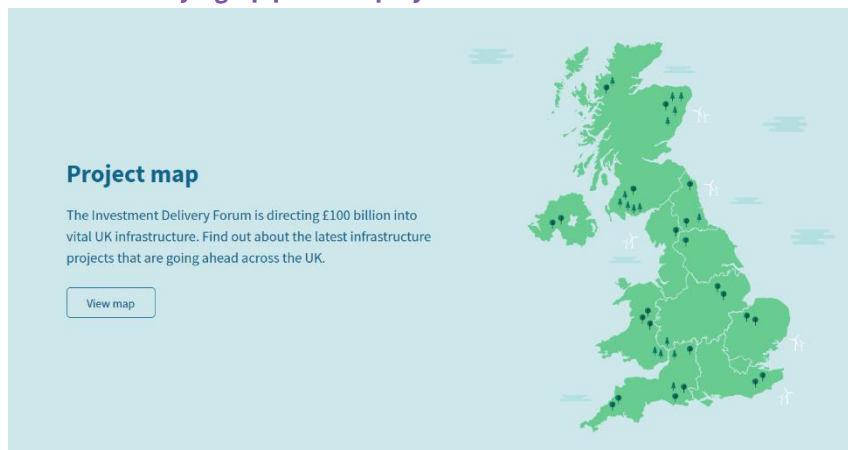 Project map
The Investment Delivery Forum is directing £100 billion into
vital UK infrastructure. Find out about the latest infrastructure
projects that are going ahead across the UK.
View map